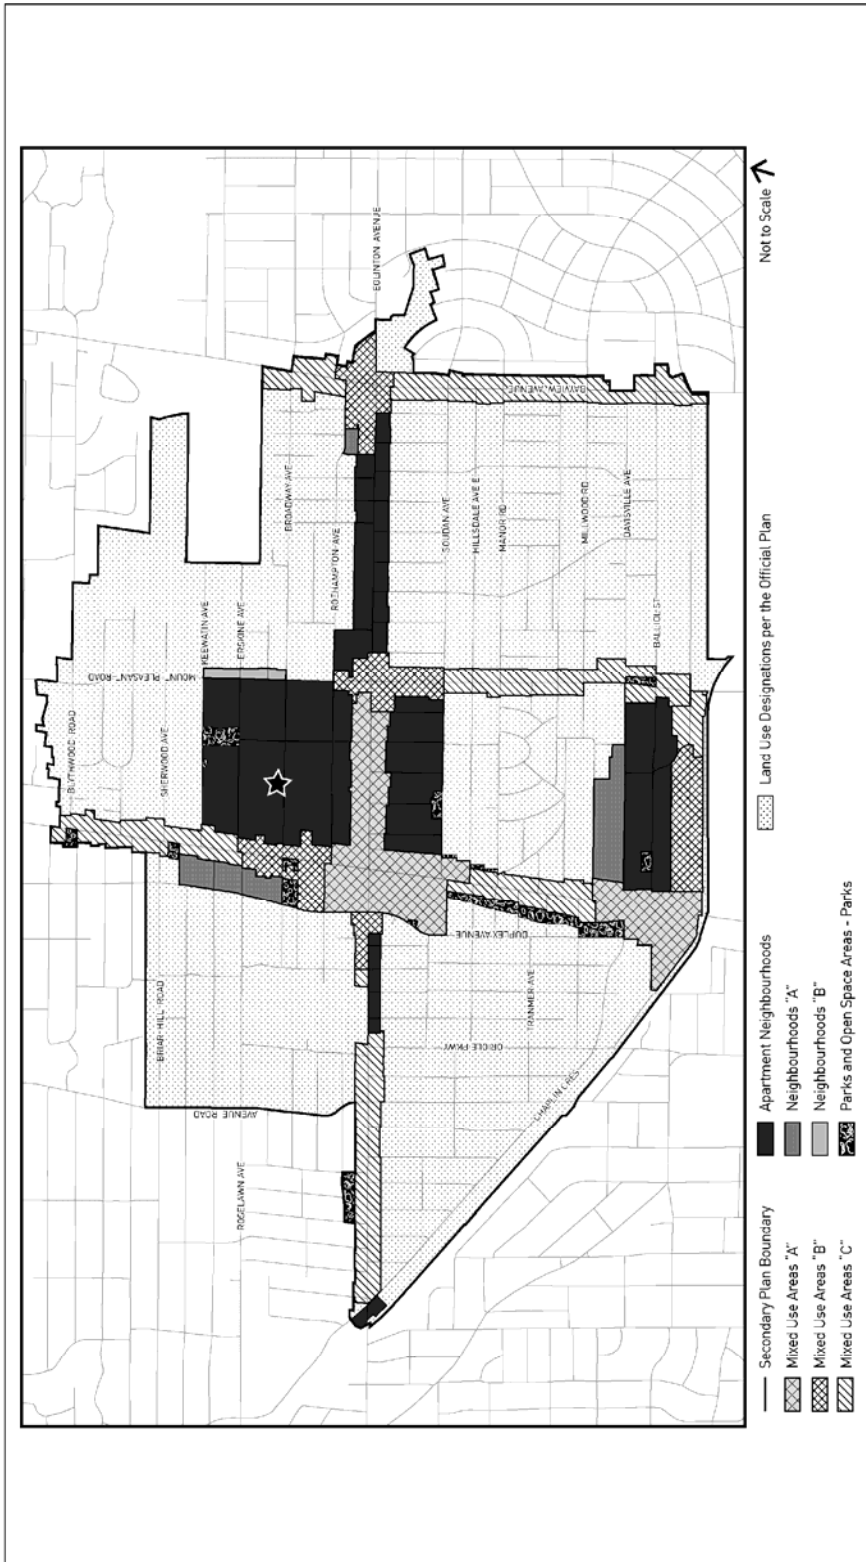 EGLINTON AVENUE
BAYVIEW AVENUE
BROADWAY AVE
ROEHAMPTON AVE
SOUDAN AVE
HILLSDALE AVE E
MANOR RD
MILLWOOD RD
DAVISVILLE AVE
BALLIOL ST
KEEWATIN AVE
ERSKINE AVE
MOUNT PLEASANT ROAD
BLYTHWOOD ROAD
SHERWOOD AVE
DUPLEX AVENUE
BRIAR HILL ROAD
TRANMER AVE
ORIOLE PKWY
CHAPLIN CRES
AVENUE ROAD
ROSELAWN AVE
Not to Scale
Secondary Plan Boundary
Mixed Use Areas "A"
Mixed Use Areas "B"
Mixed Use Areas "C"
Apartment Neighbourhoods
Neighbourhoods "A"
Neighbourhoods "B"
Parks and Open Space Areas - Parks
Land Use Designations per the Official Plan